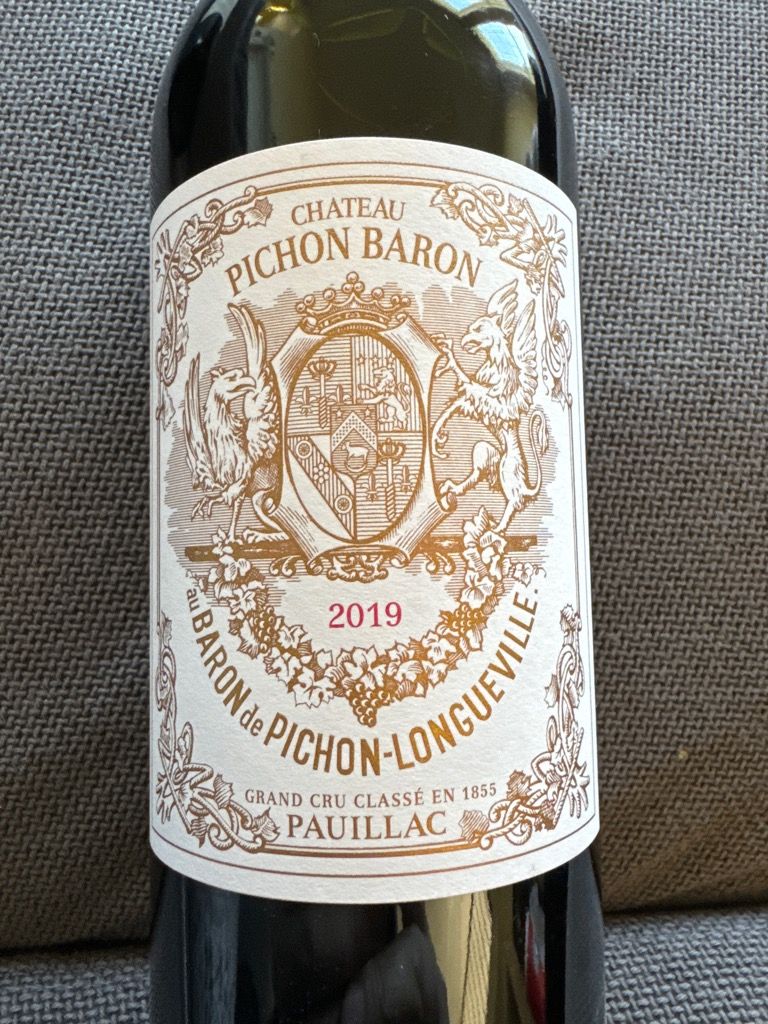 CHATEAU
PICHON BARON
2019
au BARON de PICHON-LONGUEVILLE.
GRAND CRU CLASSÉ EN 1855
PAUILLAC